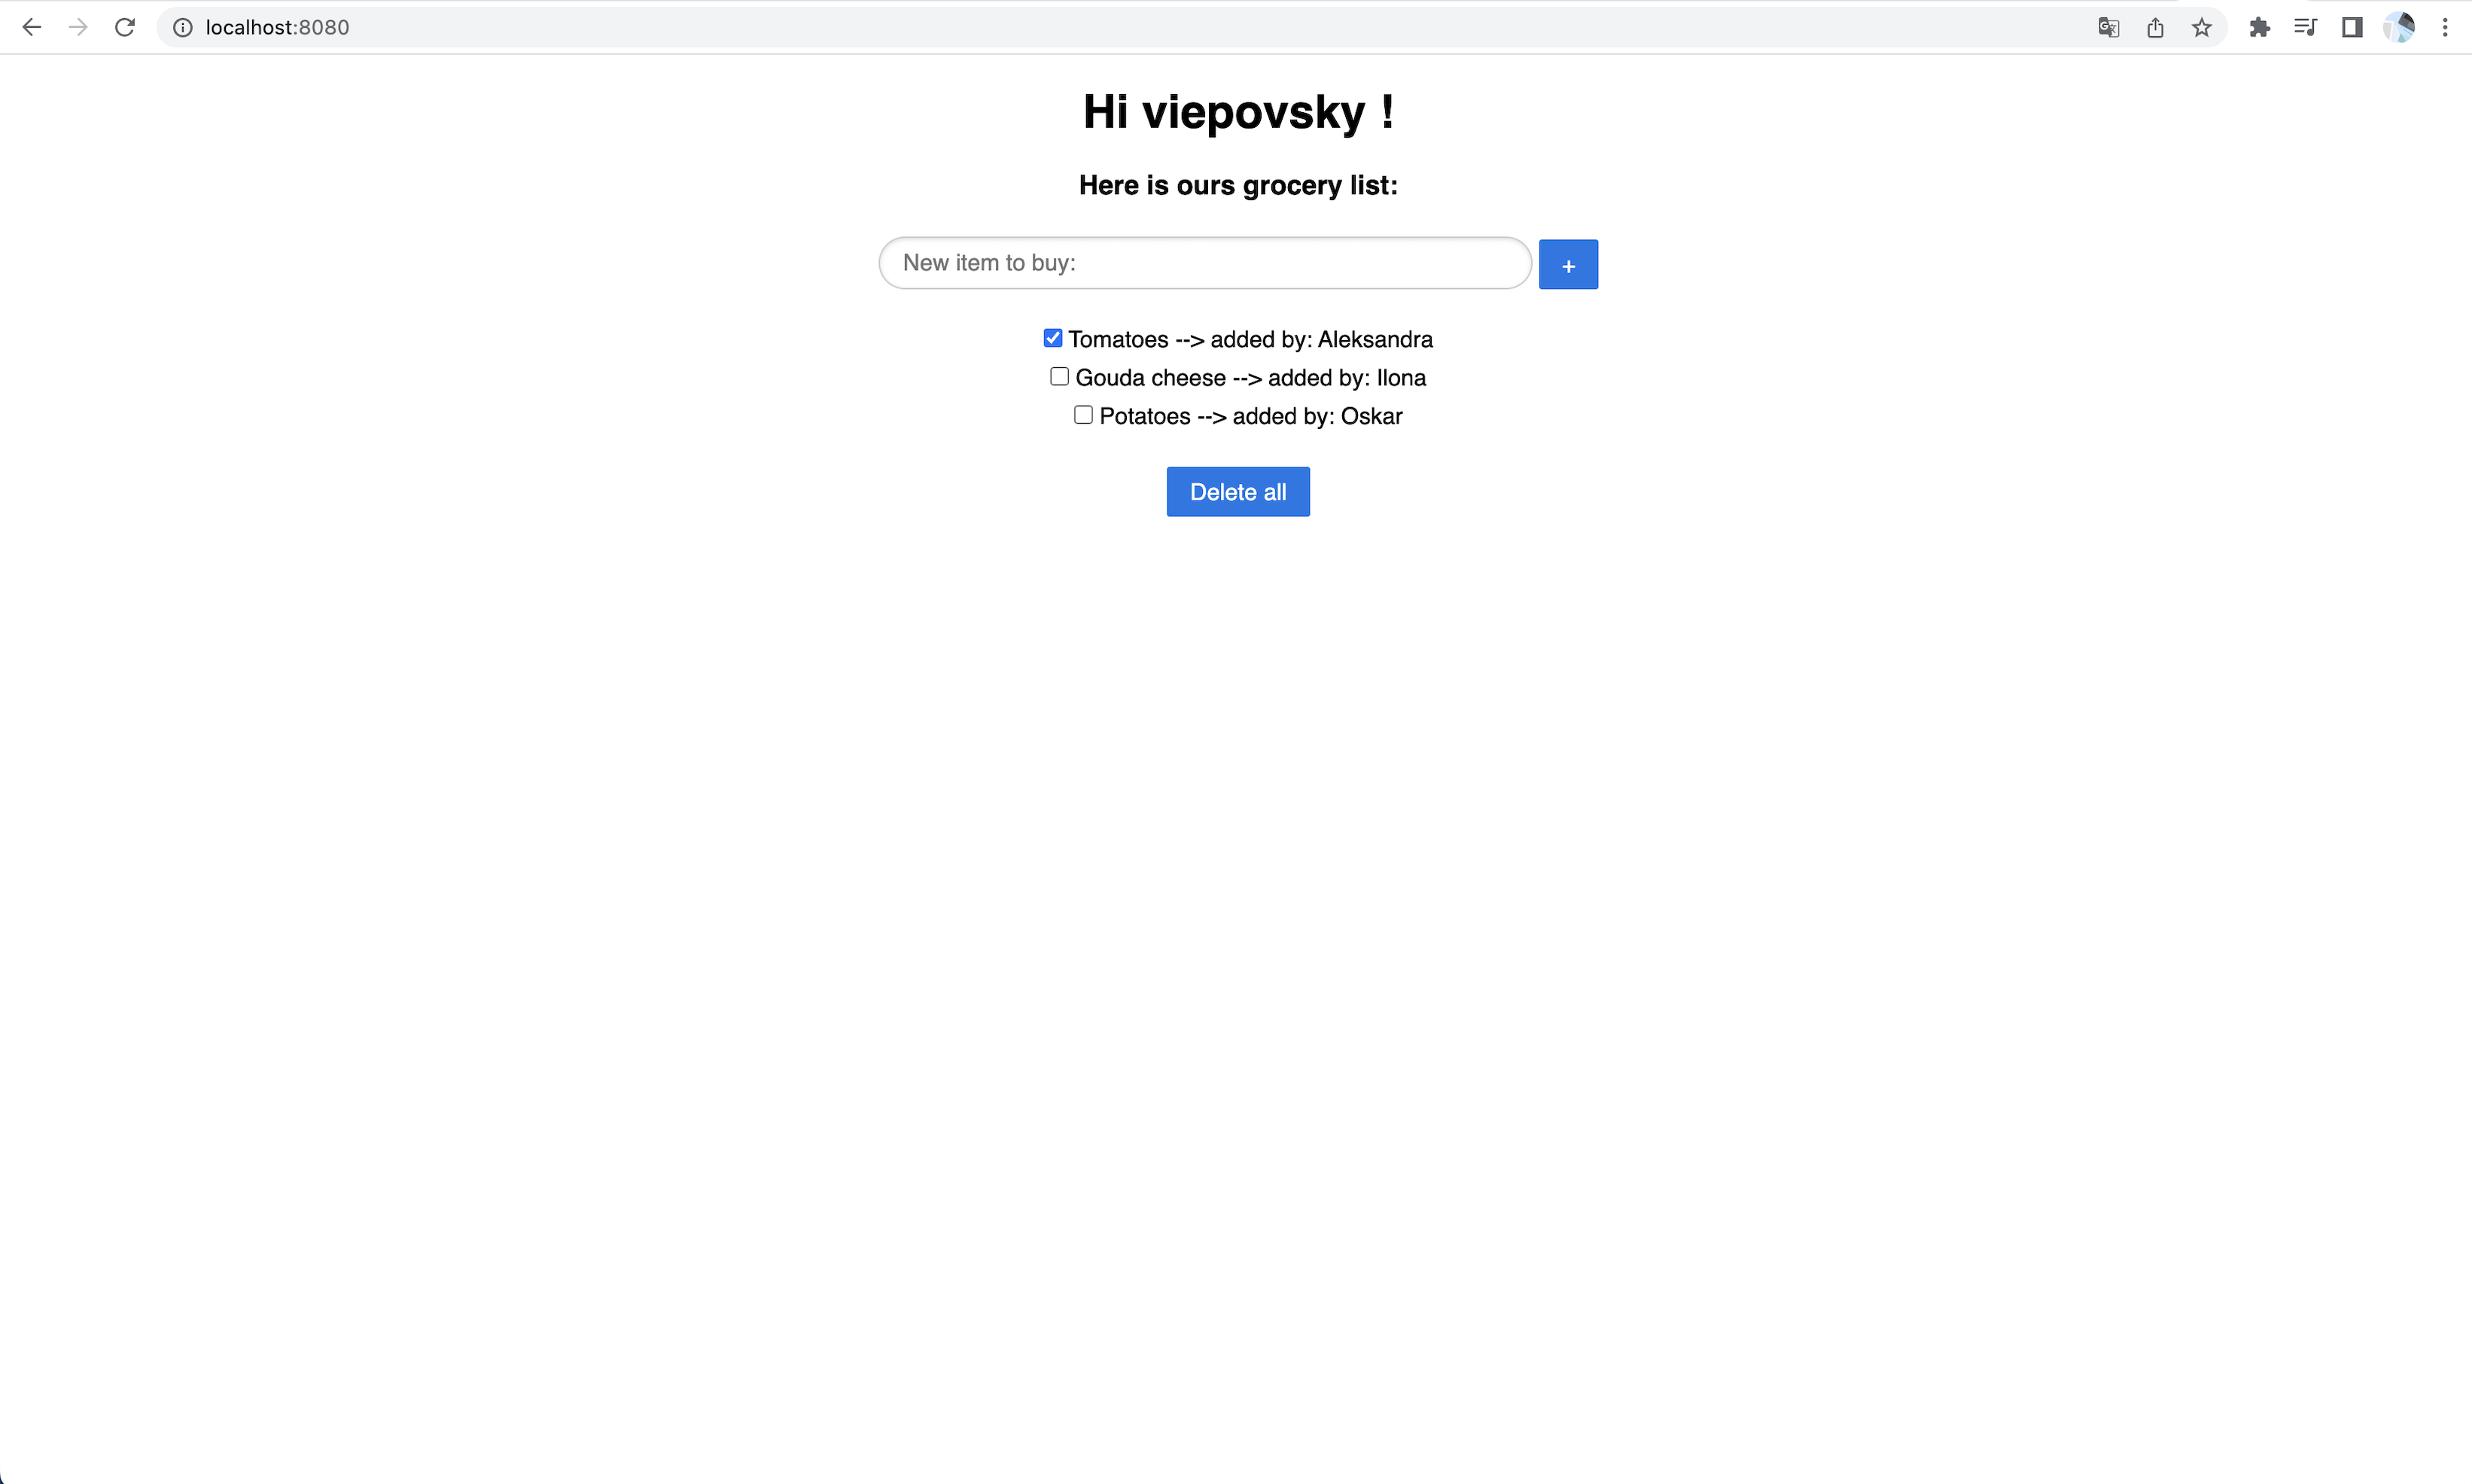 localhost:8080
Hi viepovsky !
Here is ours grocery list:
New item to buy:
+
Tomatoes --> added by: Aleksandra
Gouda cheese --> added by: Ilona
Potatoes --> added by: Oskar
Delete all